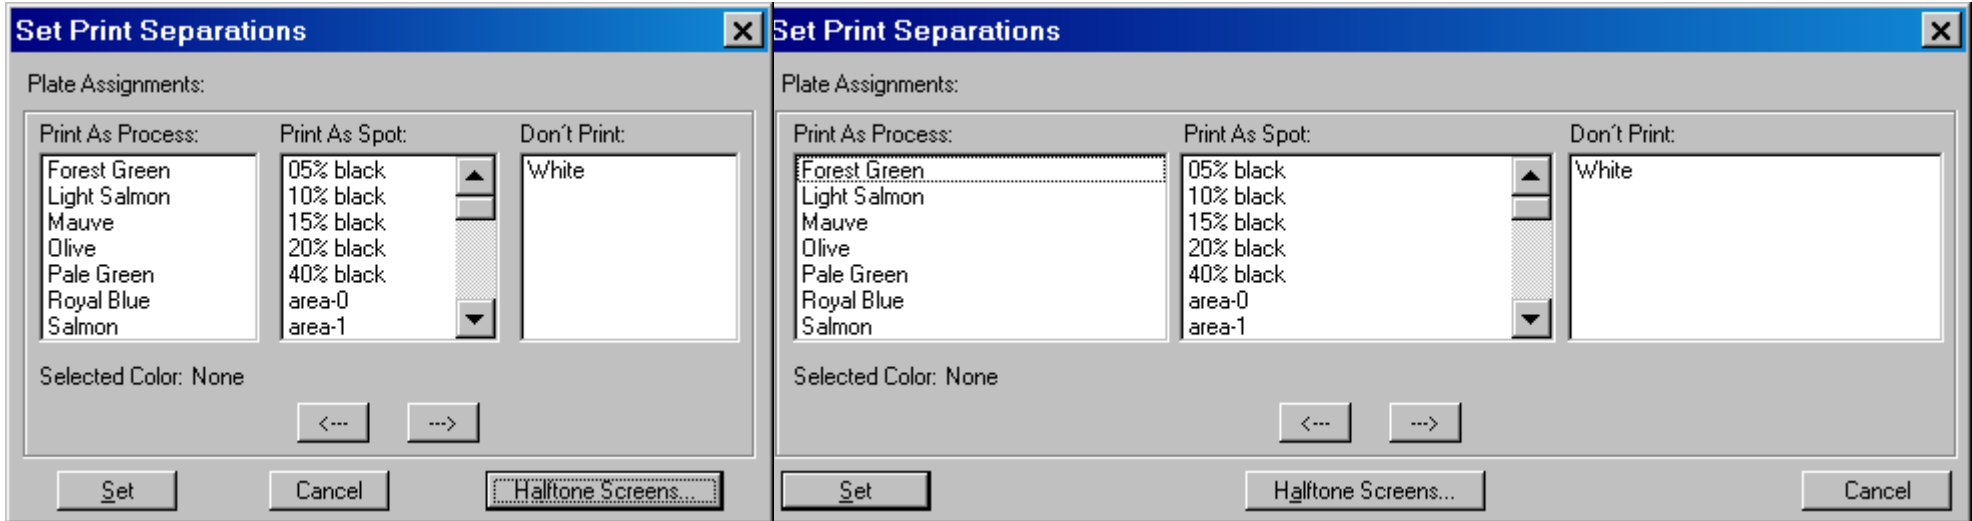 Set Print Separations
Plate Assignments:
Print As Process:
Forest Green
Light Salmon
Mauve
Olive
Pale Green
Royal Blue
Salmon
Print As Spot:
05% black
10% black
15% black
20% black
40% black
area-0
area-1
Don't Print:
White
Selected Color: None
<---
--->
Set
Cancel
Halftone Screens...
Set Print Separations
Plate Assignments:
Print As Process:
Forest Green
Light Salmon
Mauve
Olive
Pale Green
Royal Blue
Salmon
Print As Spot:
05% black
10% black
15% black
20% black
40% black
area-0
area-1
Don't Print:
White
Selected Color: None
<---
--->
Set
Halftone Screens...
Cancel